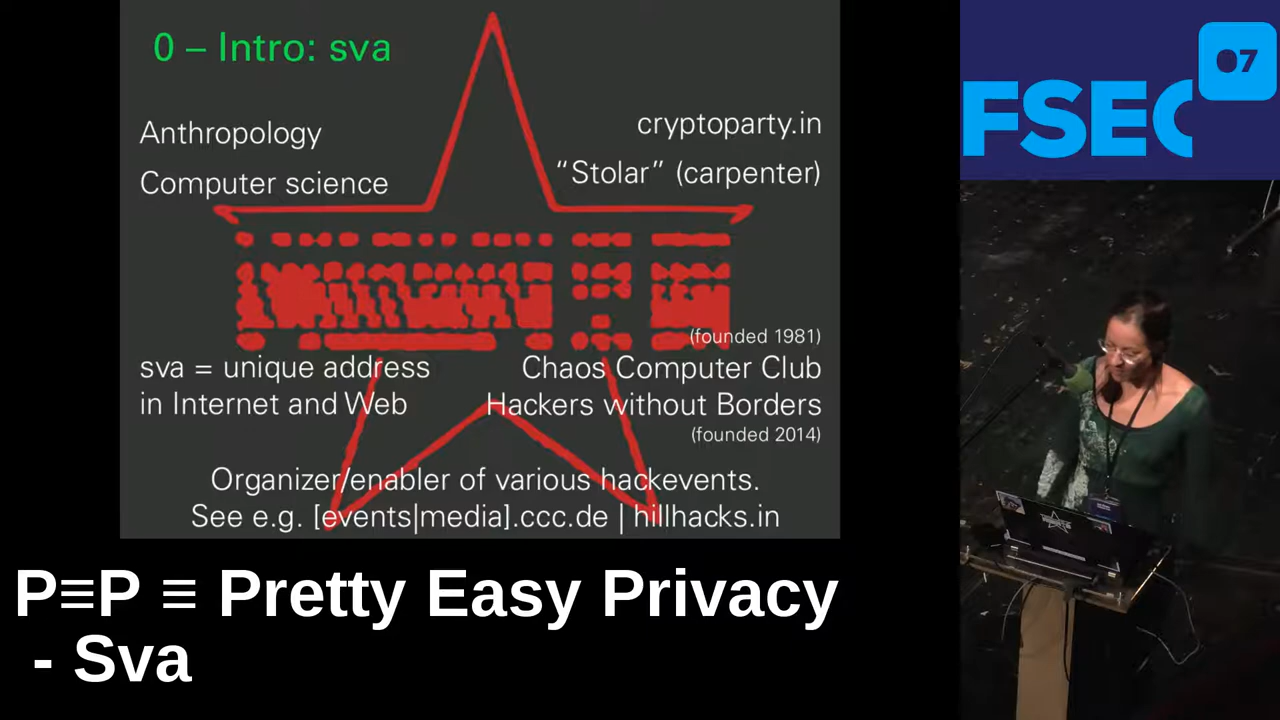 0 – Intro: sva
Anthropology
Computer science
cryptoparty.in
“Stolar” (carpenter)
sva = unique address
in Internet and Web
(founded 1981)
Chaos Computer Club
Hackers without Borders
(founded 2014)
Organizer/enabler of various hackevents.
See e.g. [events|media].ccc.de | hillhacks.in
P≡P ≡ Pretty Easy Privacy
- Sva
FSEC
07